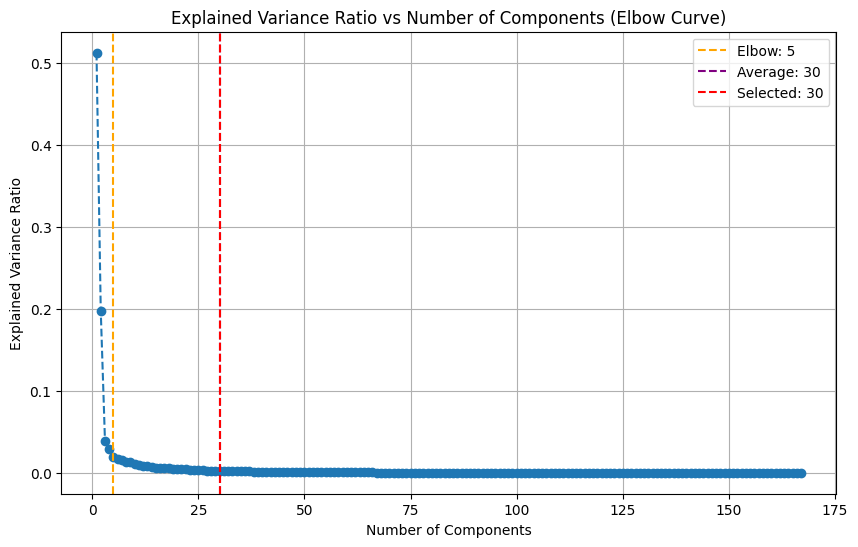 Explained Variance Ratio vs Number of Components (Elbow Curve)
Elbow: 5
Average: 30
Selected: 30
Explained Variance Ratio
0.5
0.4
0.3
0.2
0.1
0.0
0 25 50 75 100 125 150 175
Number of Components